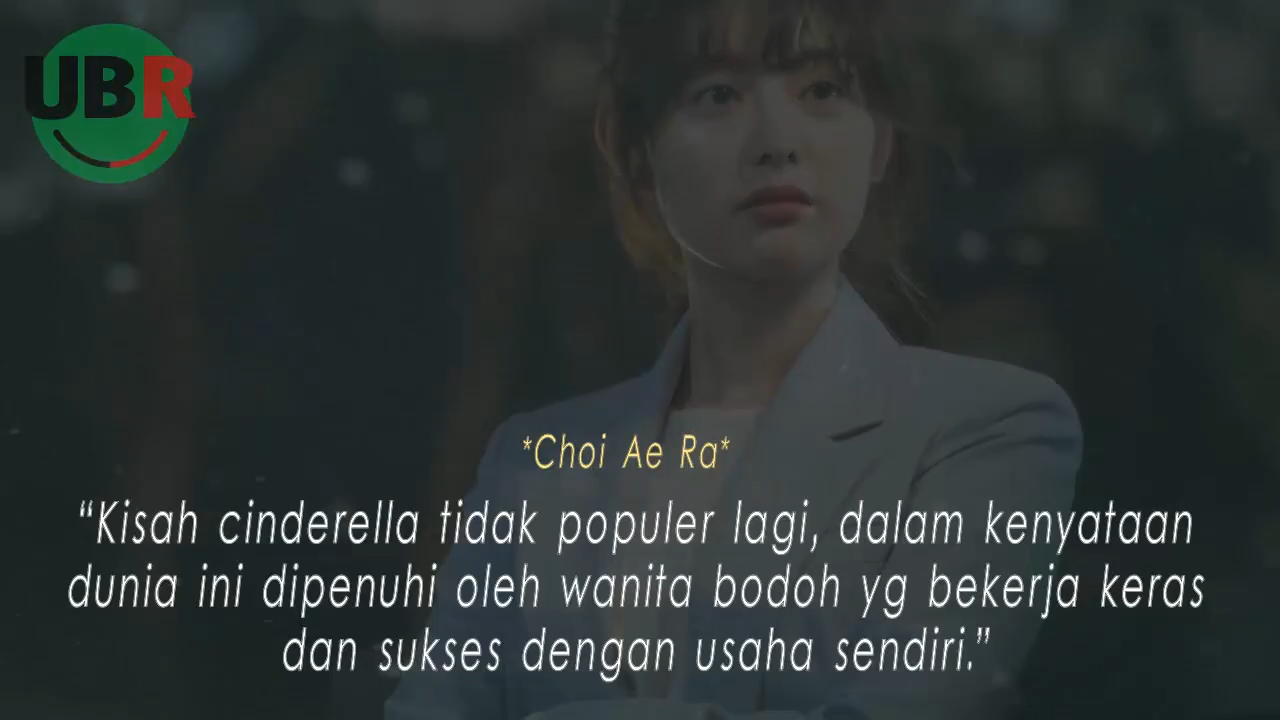 UBR
*Choi Ae Ra*
“Kisah cinderella tidak populer lagi, dalam kenyataan
dunia ini dipenuhi oleh wanita bodoh yg bekerja keras
dan sukses dengan usaha sendiri.”